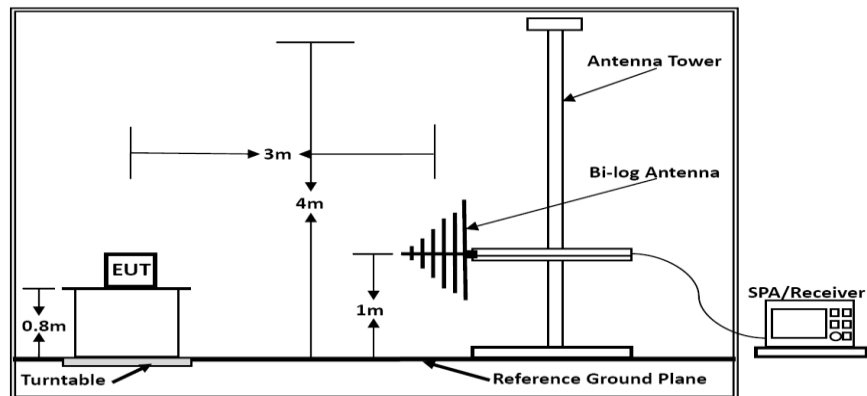 Antenna Tower
3m
Bi-log Antenna
4m
EUT
1m
SPA/Receiver
0.8m
Turntable
Reference Ground Plane